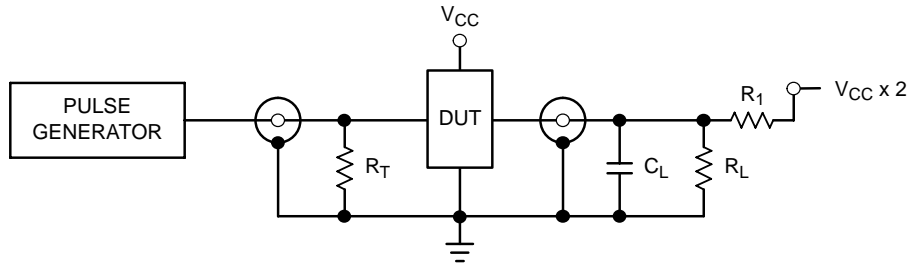 V_CC
PULSE
GENERATOR
DUT
R_T
C_L
R_L
R_1
V_CC x 2